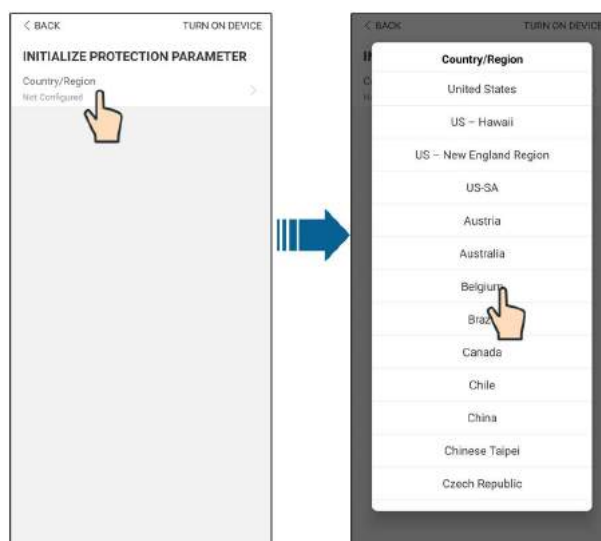 < BACK TURN ON DEVICE
INITIALIZE PROTECTION PARAMETER
Country/Region
Not Configured
< BACK TURN ON DEVICE
Country/Region
United States
US – Hawaii
US – New England Region
US-SA
Austria
Australia
Belgium
Canada
Chile
China
Chinese Taipei
Czech Republic